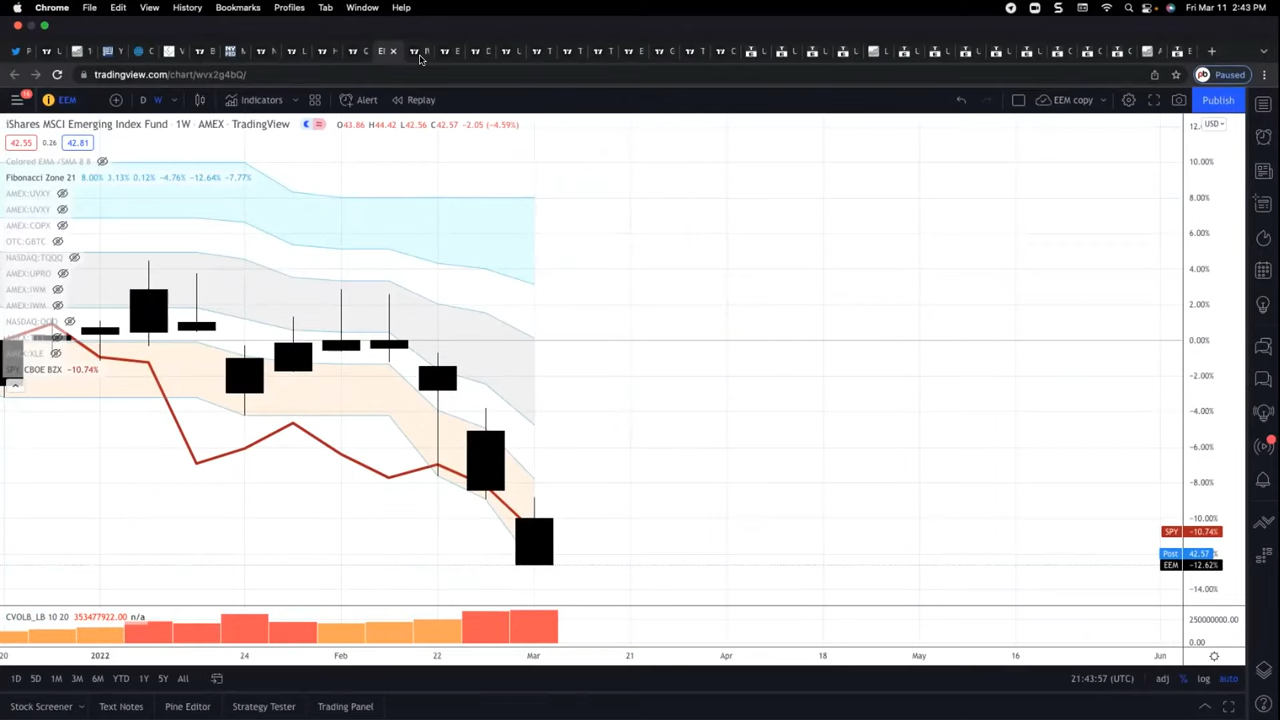 Chrome File Edit View History Bookmarks Profiles Tab Window Help Fri Mar 11 2:43 PM
tradingview.com/chart/wvx2g4bQ/ Paused
EEM D W Indicators Alert Replay EEM copy Publish
iShares MSCI Emerging Index Fund · 1W · AMEX · TradingView O43.86 H44.42 L42.56 C42.57 -2.05 (-4.59%)
USD
42.55 0.26 42.81
Colored EMA /SMA 8 8
Fibonacci Zone 21 8.00% 3.13% 0.12% -4.76% -12.64% -7.77%
AMEX:UVXY
AMEX:UVXY
AMEX:COPX
OTC:GBTC
NASDAQ:TQQQ
AMEX:UPRO
AMEX:IWM
AMEX:IWM
NASDAQ:QQQ
AMEX:XLE
SPY, CBOE BZX -10.74%
10.00%
8.00%
6.00%
4.00%
2.00%
0.00%
-2.00%
-4.00%
-6.00%
-8.00%
-10.00%
SPY -10.74%
Post 42.57
EEM -12.62%
-14.00%
CVOLB_LB 10 20 353477922.00 n/a
250000000.00
0.00
20 2022 24 Feb 22 Mar 21 Apr 18 May 16 Jun
1D 5D 1M 3M 6M YTD 1Y 5Y All 21:43:57 (UTC) adj % log auto
Stock Screener Text Notes Pine Editor Strategy Tester Trading Panel